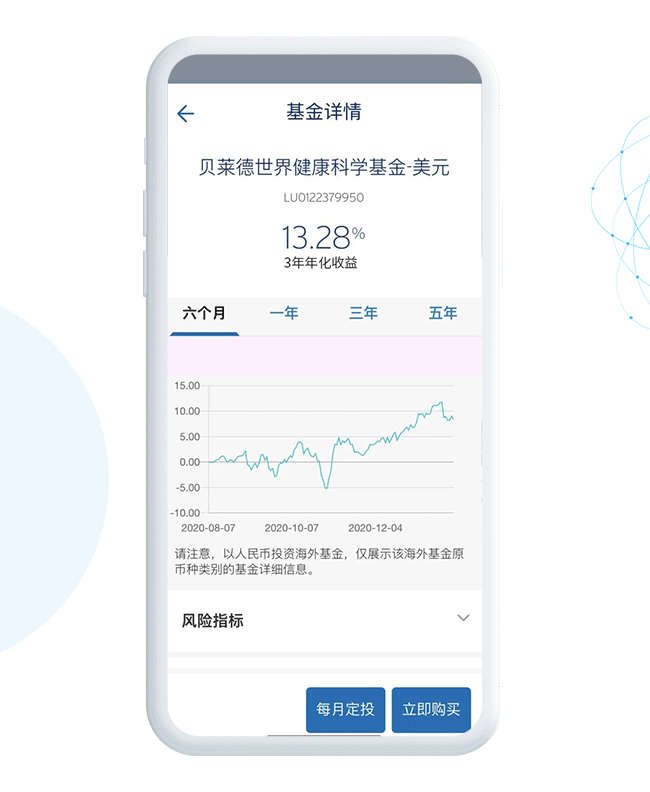 基金详情
贝莱德世界健康科学基金-美元
LU0122379950
13.28%
3年年化收益
六个月 一年 三年 五年
15.00
10.00
5.00
0.00
-5.00
-10.00
2020-08-07 2020-10-07 2020-12-04
请注意，以人民币投资海外基金，仅展示该海外基金原
币种类别的基金详细信息。
风险指标
每月定投 立即购买